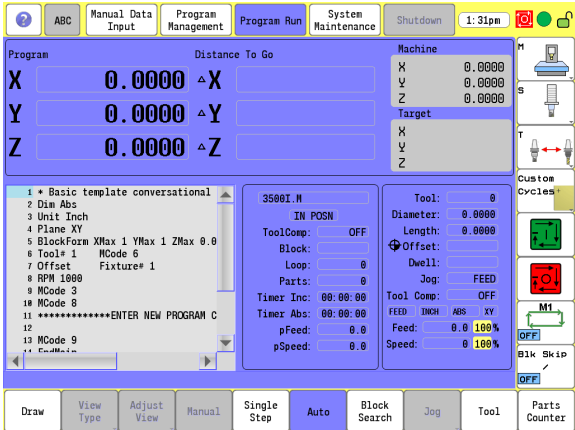 ? ABC Manual Data Input Program Management Program Run System Maintenance Shutdown 1:31pm
Program Distance To Go Machine
X 0.0000 △X X 0.0000
Y 0.0000 △Y Y 0.0000
Z 0.0000 △Z Z 0.0000
Target
X
Y
Z
M
S
T
Custom
Cycles+
1 * Basic template conversational
2 Dim Abs
3 Unit Inch
4 Plane XY
5 BlockForm XMax 1 YMax 1 ZMax 0.0
6 Tool# 1 MCode 6
7 Offset Fixture# 1
8 RPM 1000
9 MCode 3
10 MCode 8
11 *************ENTER NEW PROGRAM C
12
13 MCode 9
14 EndMain
3500I.M
IN POSN
ToolComp: OFF
Block:
Loop: 0
Parts: 0
Timer Inc: 00:00:00
Timer Abs: 00:00:00
pFeed: 0.0
pSpeed: 0.0
Tool: 0
Diameter: 0.0000
Length: 0.0000
Offset:
Dwell:
Jog: FEED
Tool Comp: OFF
FEED INCH ABS XY
Feed: 0.0 100%
Speed: 0 100%
M1
OFF
Blk Skip
/
OFF
Draw View Type Adjust View Manual Single Step Auto Block Search Jog Tool Parts Counter